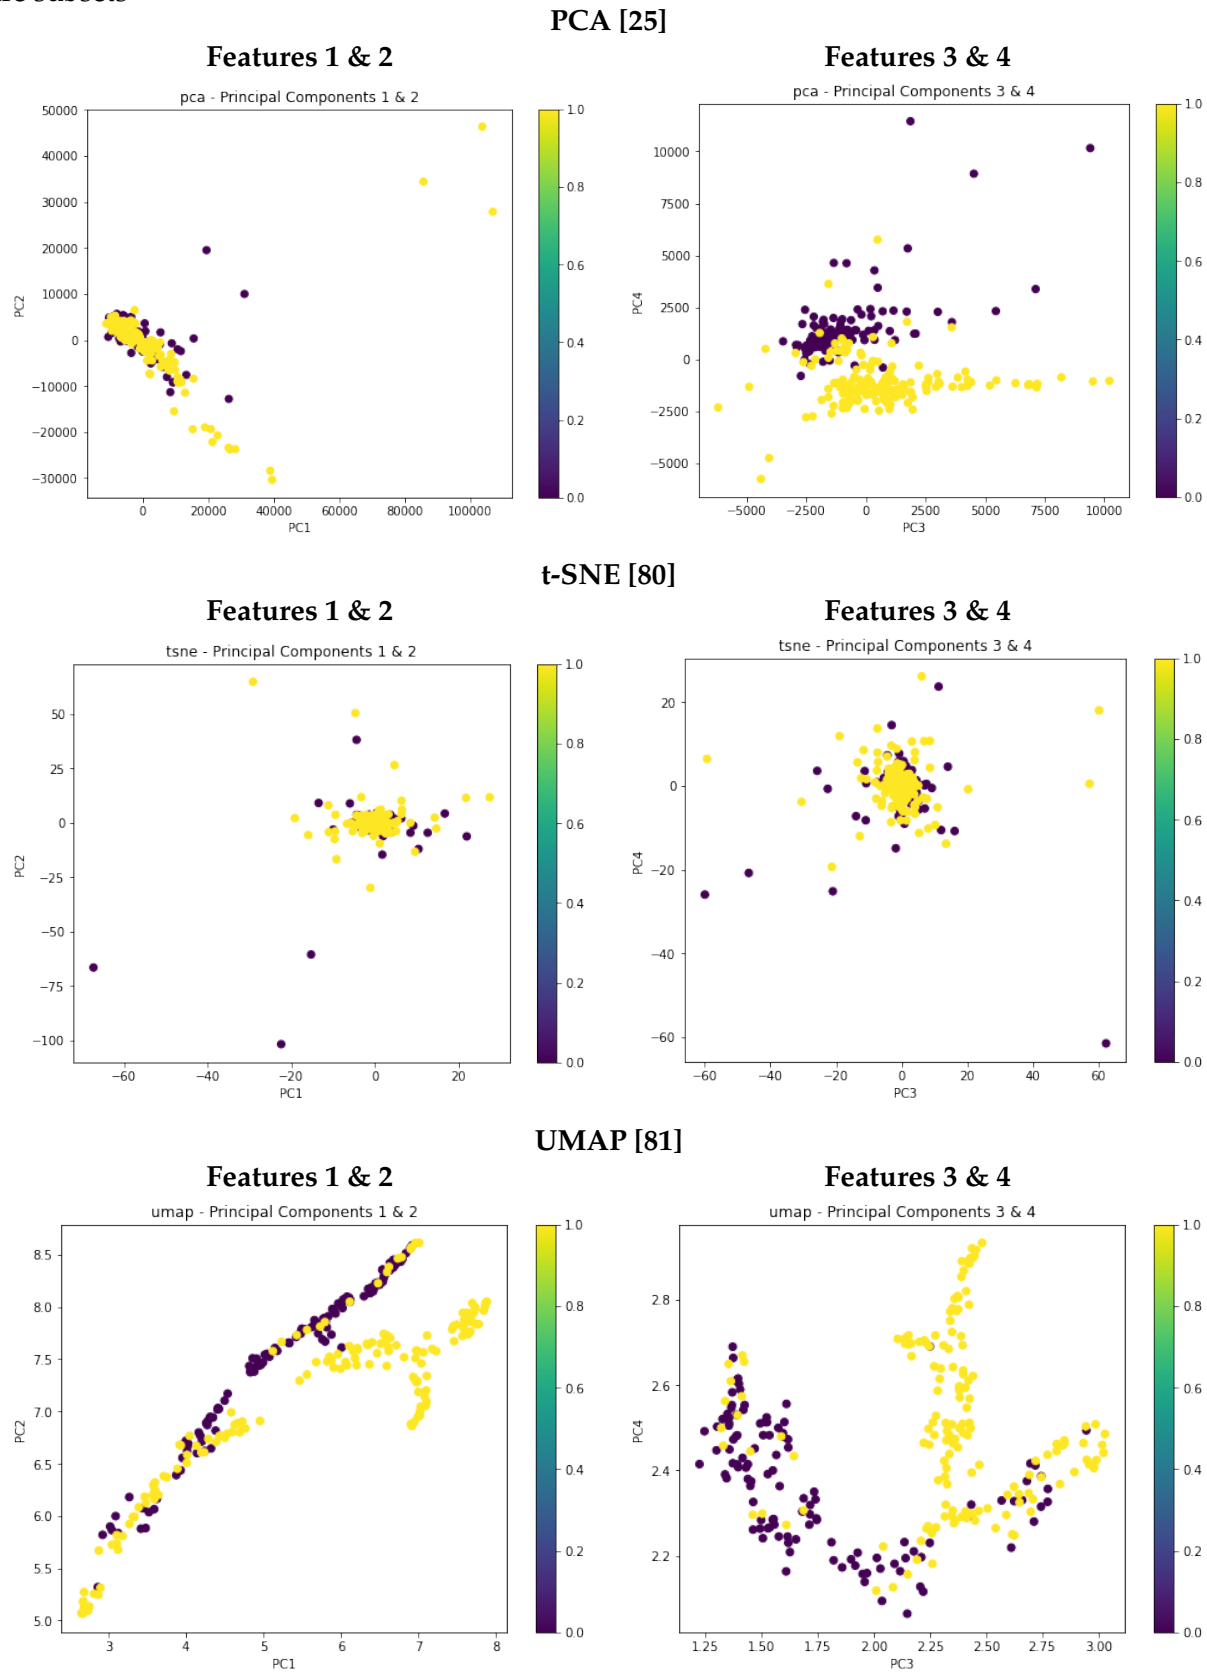 PCA [25]
Features 1 & 2 Features 3 & 4
pca - Principal Components 1 & 2
50000
40000
30000
20000
10000
0
−10000
−20000
−30000
PC2
0 20000 40000 60000 80000 100000
PC1
1.0
0.8
0.6
0.4
0.2
0.0
pca - Principal Components 3 & 4
10000
7500
5000
2500
0
−2500
−5000
PC4
−5000 −2500 0 2500 5000 7500 10000
PC3
1.0
0.8
0.6
0.4
0.2
0.0
t-SNE [80]
Features 1 & 2 Features 3 & 4
tsne - Principal Components 1 & 2
50
25
0
−25
−50
−75
−100
PC2
−60 −40 −20 0 20
PC1
1.0
0.8
0.6
0.4
0.2
0.0
tsne - Principal Components 3 & 4
20
0
−20
−40
−60
PC4
−60 −40 −20 0 20 40 60
PC3
1.0
0.8
0.6
0.4
0.2
0.0
UMAP [81]
Features 1 & 2 Features 3 & 4
umap - Principal Components 1 & 2
8.5
8.0
7.5
7.0
6.5
6.0
5.5
5.0
PC2
3 4 5 6 7 8
PC1
1.0
0.8
0.6
0.4
0.2
0.0
umap - Principal Components 3 & 4
2.8
2.6
2.4
2.2
PC4
1.25 1.50 1.75 2.00 2.25 2.50 2.75 3.00
PC3
1.0
0.8
0.6
0.4
0.2
0.0